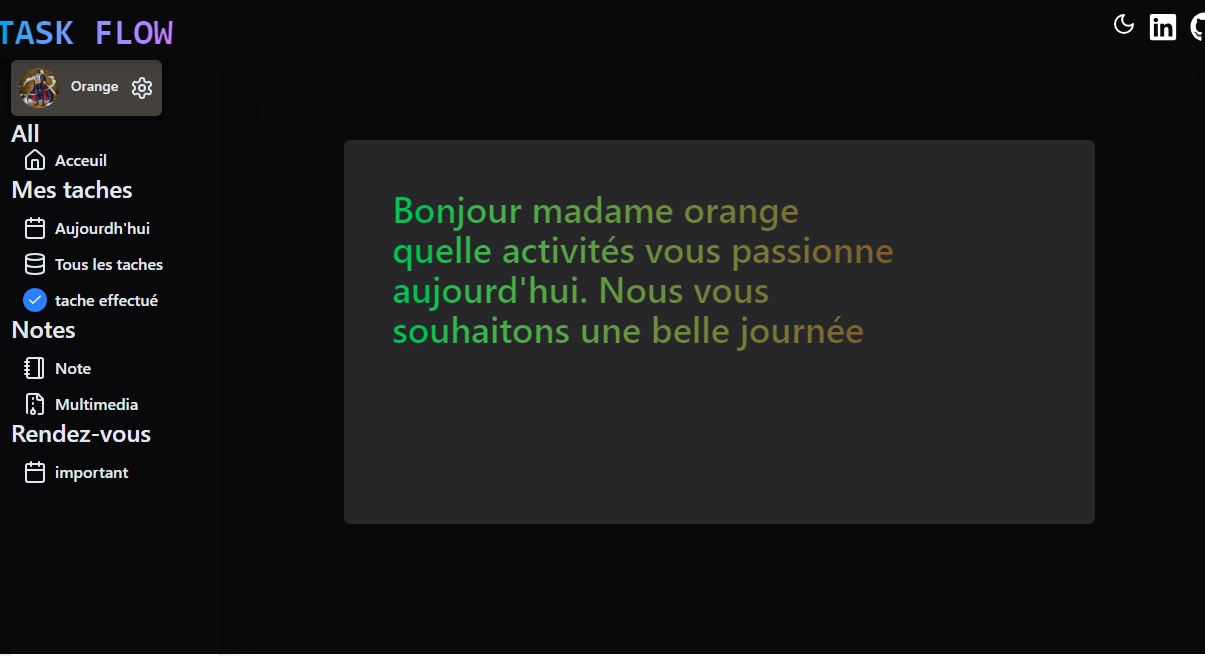 TASK FLOW
Orange
All
Acceuil
Mes taches
Aujourdh'hui
Tous les taches
tache effectué
Notes
Note
Multimedia
Rendez-vous
important
Bonjour madame orange
quelle activités vous passionne
aujourd'hui. Nous vous
souhaitons une belle journée